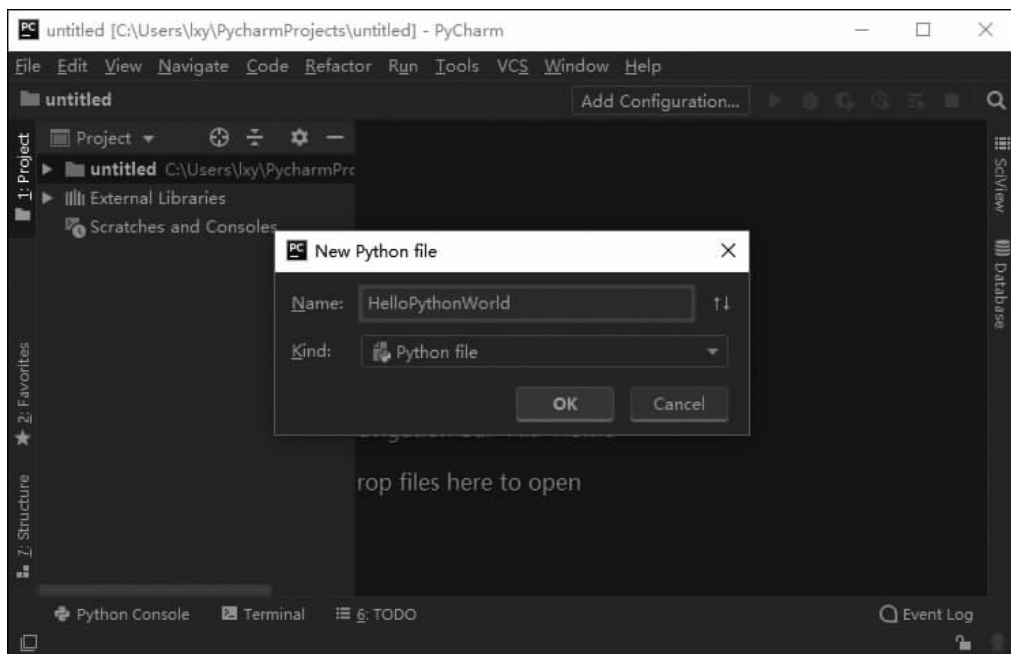 PC untitled [C:\Users\lxy\PycharmProjects\untitled] - PyCharm
File Edit View Navigate Code Refactor Run Tools VCS Window Help
untitled
Add Configuration...
Project
1: Project
untitled C:\Users\lxy\PycharmPro
External Libraries
Scratches and Consoles
SciView
Database
PC New Python file
Name: HelloPythonWorld
Kind: Python file
OK Cancel
rop files here to open
2: Favorites
7: Structure
Python Console Terminal 6: TODO Event Log